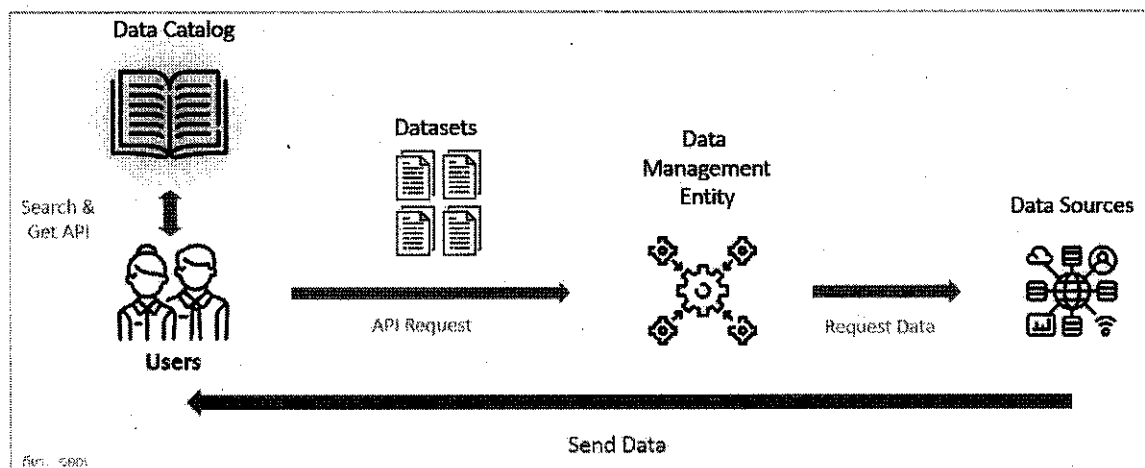 Data Catalog
Search &
Get API
Users
Datasets
API Request
Data
Management
Entity
Request Data
Data Sources
Send Data